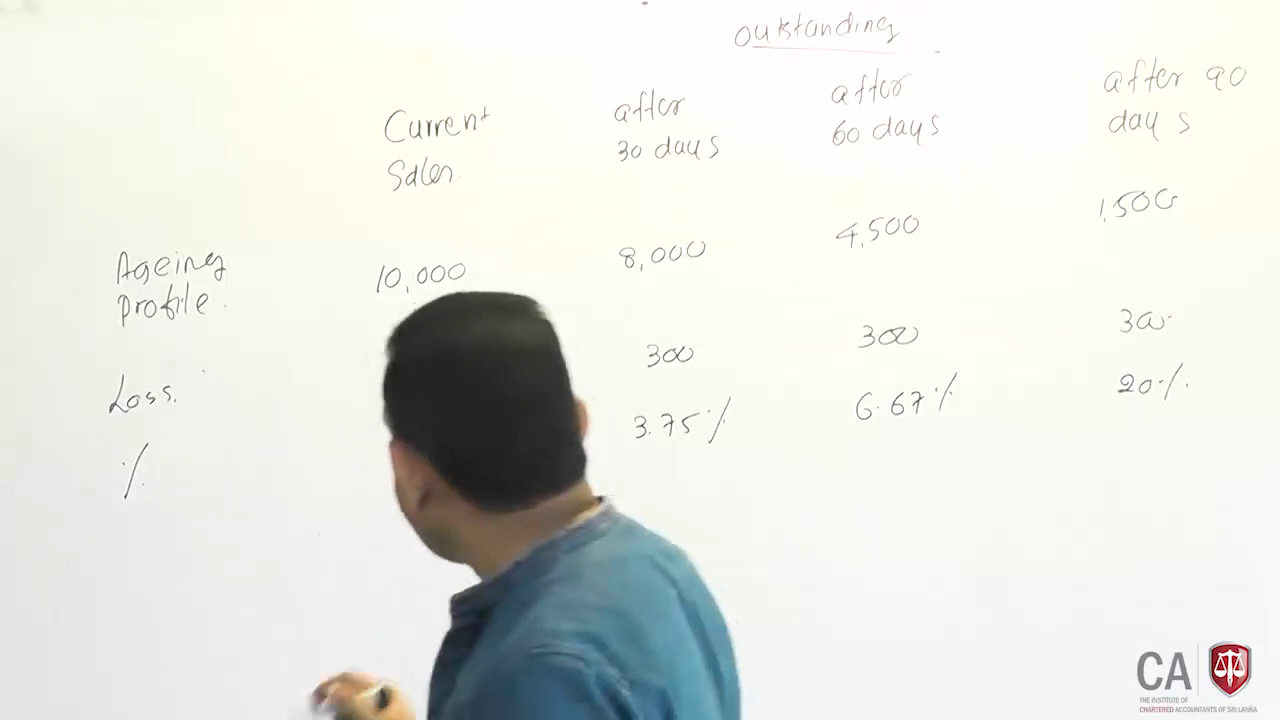 Outstanding
Current Sales
after 30 days
after 60 days
after 90 days
Ageing Profile
10,000
8,000
4,500
1,500
Loss
300
300
300
%
3.75%
6.67%
20%
CA
THE INSTITUTE OF
CHARTERED ACCOUNTANTS OF SRI LANKA